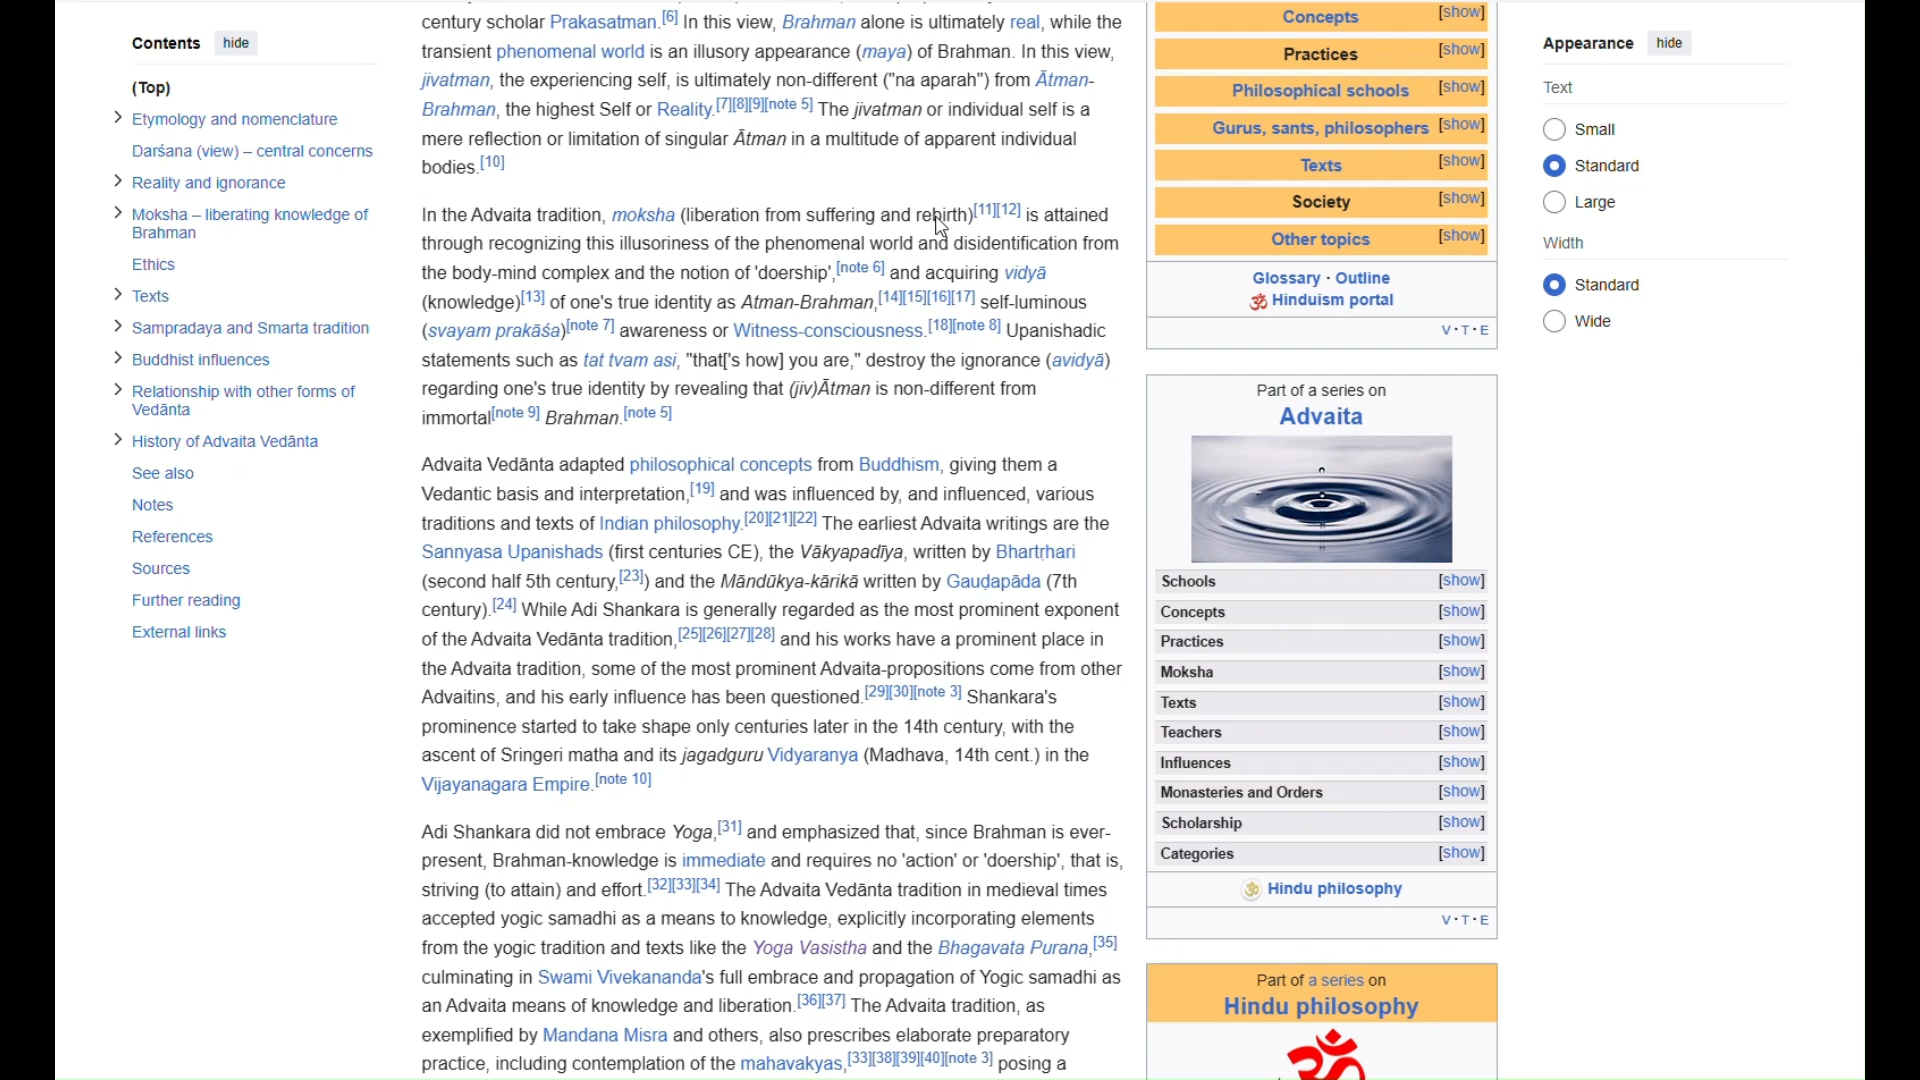 Contents hide
(Top)
Etymology and nomenclature
Darśana (view) – central concerns
Reality and ignorance
Moksha – liberating knowledge of
Brahman
Ethics
Texts
Sampradaya and Smarta tradition
Buddhist influences
Relationship with other forms of
Vedānta
History of Advaita Vedānta
See also
Notes
References
Sources
Further reading
External links
century scholar Prakasatman.[6] In this view, Brahman alone is ultimately real, while the
transient phenomenal world is an illusory appearance (maya) of Brahman. In this view,
jivatman, the experiencing self, is ultimately non-different ("na aparah") from Ātman-
Brahman, the highest Self or Reality.[7][8][9][note 5] The jivatman or individual self is a
mere reflection or limitation of singular Ātman in a multitude of apparent individual
bodies.[10]
In the Advaita tradition, moksha (liberation from suffering and rebirth)[11][12] is attained
through recognizing this illusoriness of the phenomenal world and disidentification from
the body-mind complex and the notion of 'doership',[note 6] and acquiring vidyā
(knowledge)[13] of one's true identity as Atman-Brahman,[14][15][16][17] self-luminous
(svayam prakāśa)[note 7] awareness or Witness-consciousness.[18][note 8] Upanishadic
statements such as tat tvam asi, "that['s how] you are," destroy the ignorance (avidyā)
regarding one's true identity by revealing that (jiv)Ātman is non-different from
immortal[note 9] Brahman.[note 5]
Advaita Vedānta adapted philosophical concepts from Buddhism, giving them a
Vedantic basis and interpretation,[19] and was influenced by, and influenced, various
traditions and texts of Indian philosophy.[20][21][22] The earliest Advaita writings are the
Sannyasa Upanishads (first centuries CE), the Vākyapadīya, written by Bhartṛhari
(second half 5th century,[23]) and the Māndūkya-kārikā written by Gauḍapāda (7th
century).[24] While Adi Shankara is generally regarded as the most prominent exponent
of the Advaita Vedānta tradition,[25][26][27][28] and his works have a prominent place in
the Advaita tradition, some of the most prominent Advaita-propositions come from other
Advaitins, and his early influence has been questioned.[29][30][note 3] Shankara's
prominence started to take shape only centuries later in the 14th century, with the
ascent of Sringeri matha and its jagadguru Vidyaranya (Madhava, 14th cent.) in the
Vijayanagara Empire.[note 10]
Adi Shankara did not embrace Yoga,[31] and emphasized that, since Brahman is ever-
present, Brahman-knowledge is immediate and requires no 'action' or 'doership', that is,
striving (to attain) and effort.[32][33][34] The Advaita Vedānta tradition in medieval times
accepted yogic samadhi as a means to knowledge, explicitly incorporating elements
from the yogic tradition and texts like the Yoga Vasistha and the Bhagavata Purana,[35]
culminating in Swami Vivekananda's full embrace and propagation of Yogic samadhi as
an Advaita means of knowledge and liberation.[36][37] The Advaita tradition, as
exemplified by Mandana Misra and others, also prescribes elaborate preparatory
practice, including contemplation of the mahavakyas,[33][38][39][40][note 3] posing a
Concepts [show]
Practices [show]
Philosophical schools [show]
Gurus, sants, philosophers [show]
Texts [show]
Society [show]
Other topics [show]
Glossary · Outline
ॐ Hinduism portal
V · T · E
Part of a series on
Advaita
Schools [show]
Concepts [show]
Practices [show]
Moksha [show]
Texts [show]
Teachers [show]
Influences [show]
Monasteries and Orders [show]
Scholarship [show]
Categories [show]
ॐ Hindu philosophy
V · T · E
Part of a series on
Hindu philosophy
ॐ
Appearance hide
Text
Small
Standard
Large
Width
Standard
Wide